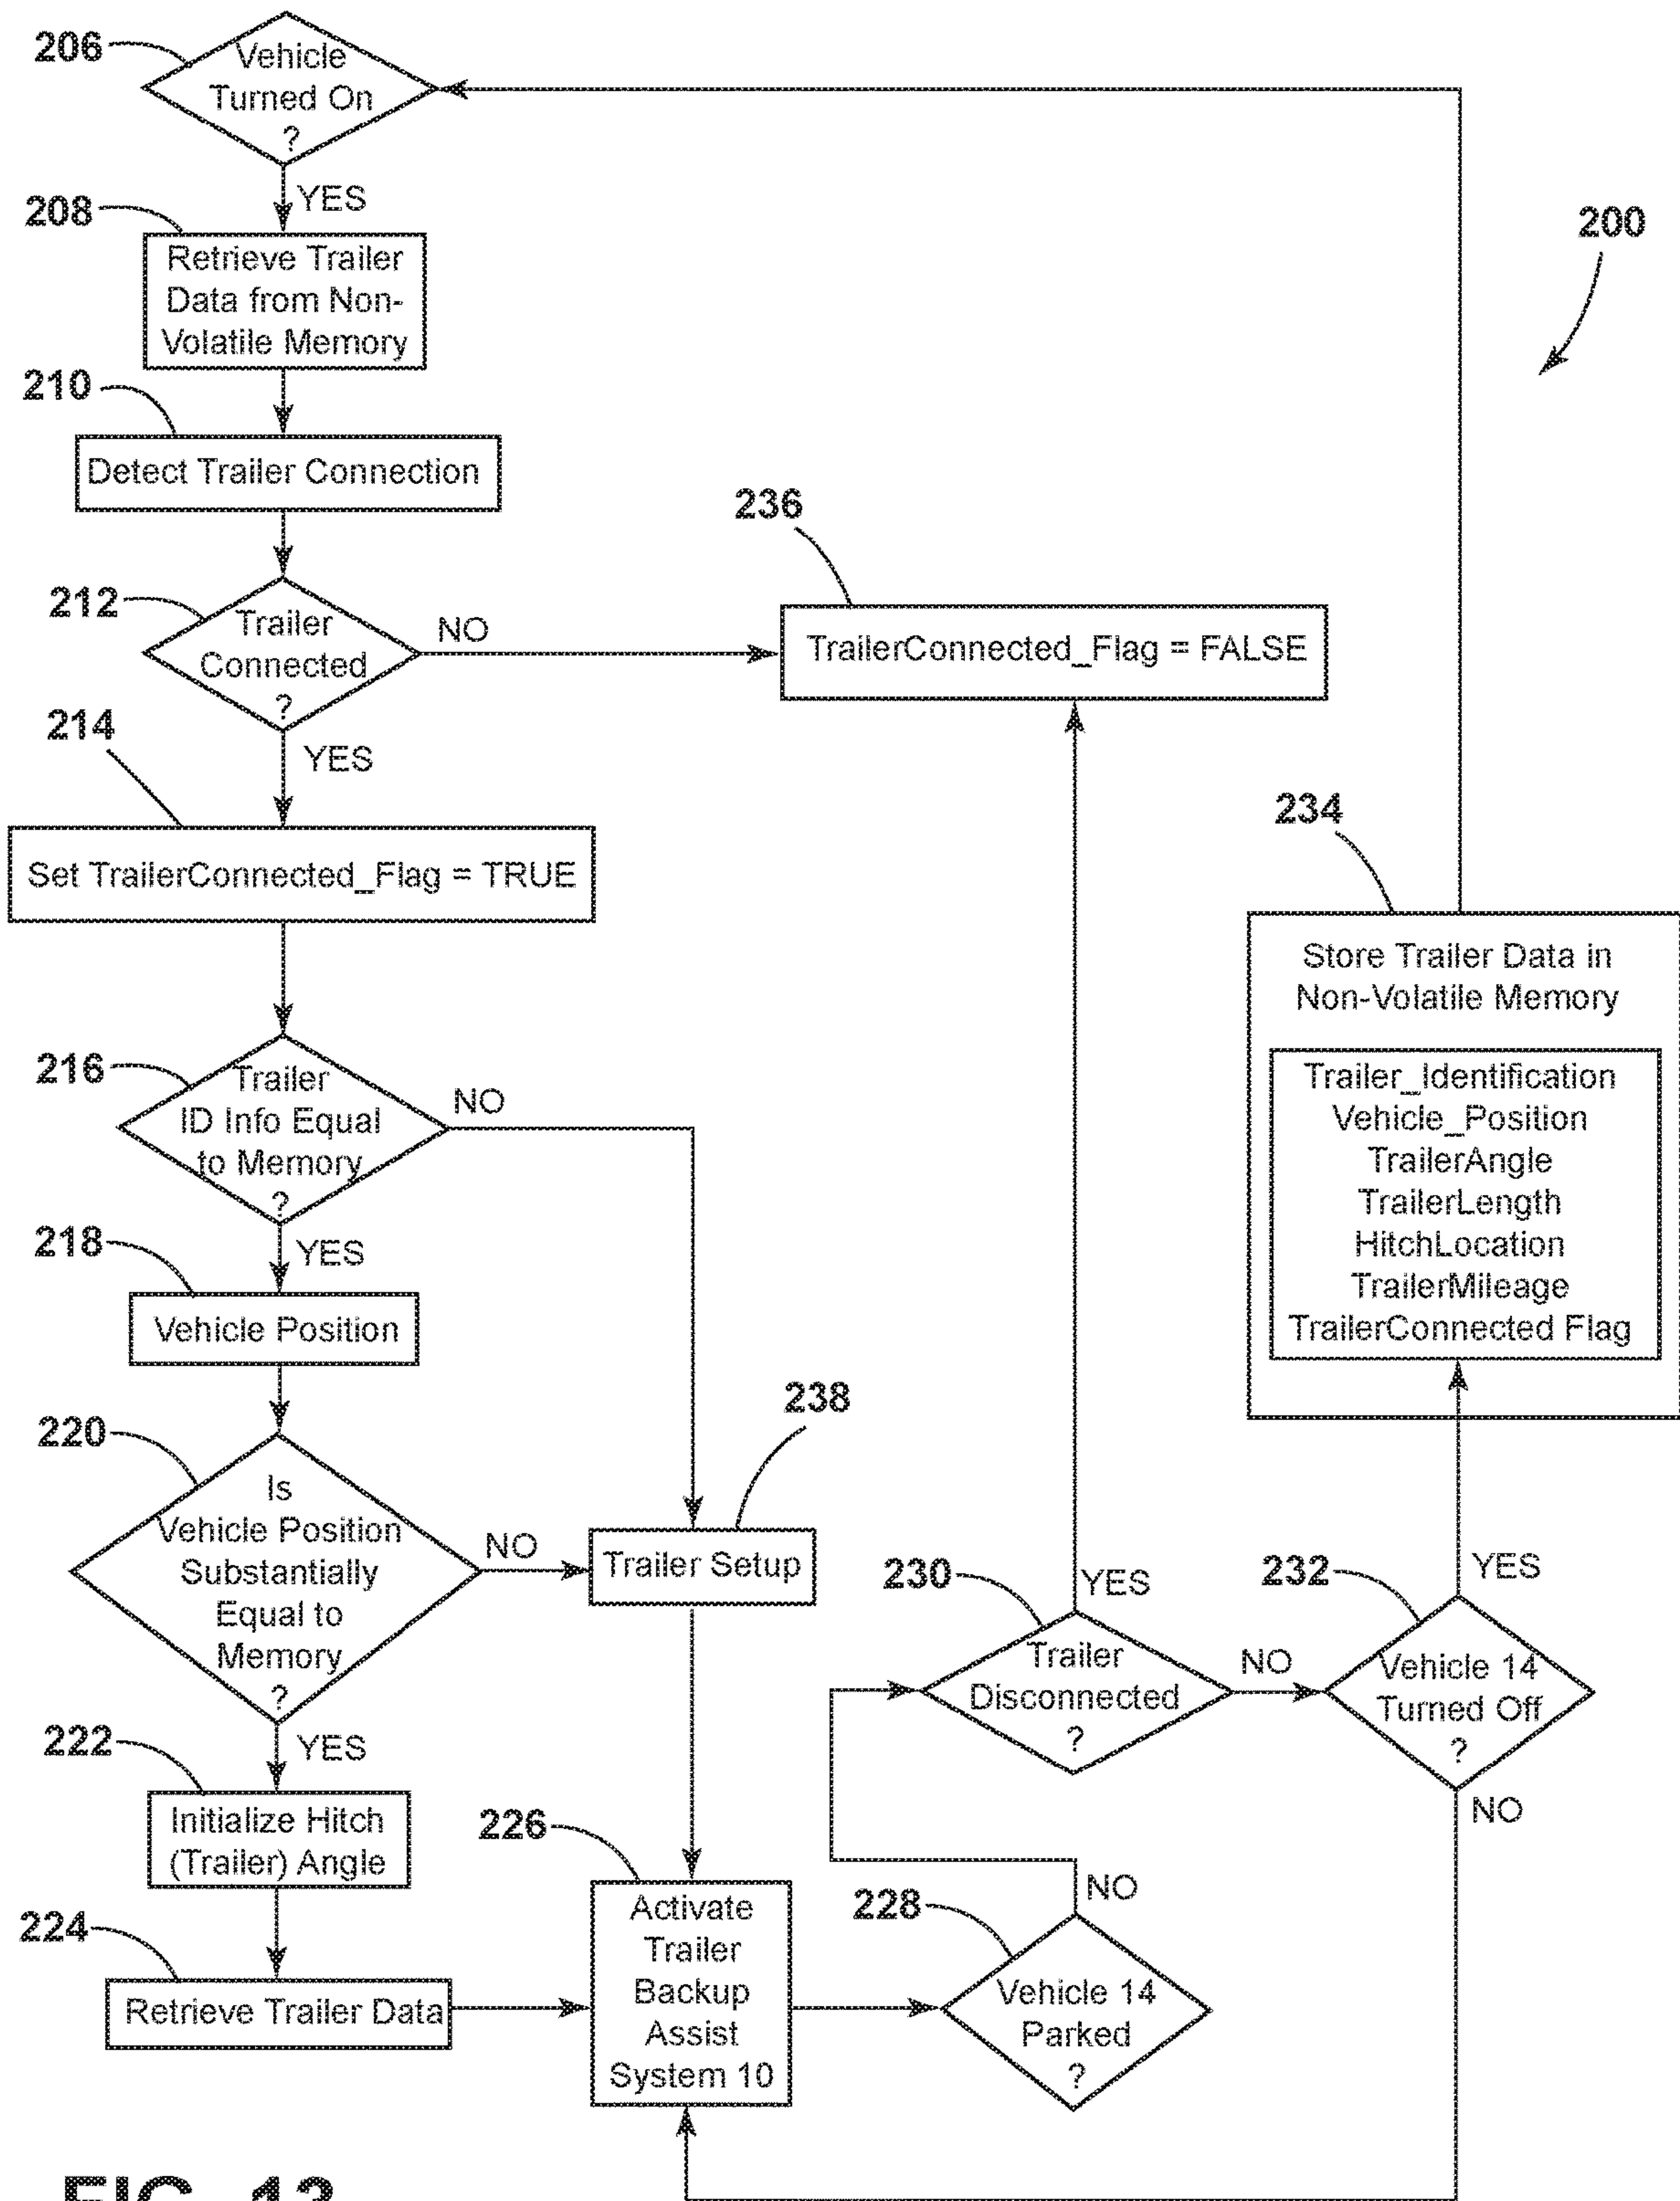 206
Vehicle
Turned On
?
YES
208
Retrieve Trailer
Data from Non-
Volatile Memory
200
210
Detect Trailer Connection
236
212
Trailer
Connected
?
NO
TrailerConnected_Flag = FALSE
214
YES
Set TrailerConnected_Flag = TRUE
234
Store Trailer Data in
Non-Volatile Memory
Trailer_Identification
Vehicle_Position
TrailerAngle
TrailerLength
HitchLocation
TrailerMileage
TrailerConnected Flag
216
Trailer
ID Info Equal
to Memory
?
NO
218
YES
Vehicle Position
238
220
Is
Vehicle Position
Substantially
Equal to
Memory
?
NO
Trailer Setup
230
YES
Trailer
Disconnected
?
NO
232
YES
Vehicle 14
Turned Off
?
NO
222
YES
Initialize Hitch
(Trailer) Angle
226
Activate
Trailer
Backup
Assist
System 10
228
NO
Vehicle 14
Parked
?
224
Retrieve Trailer Data
FIG. 13